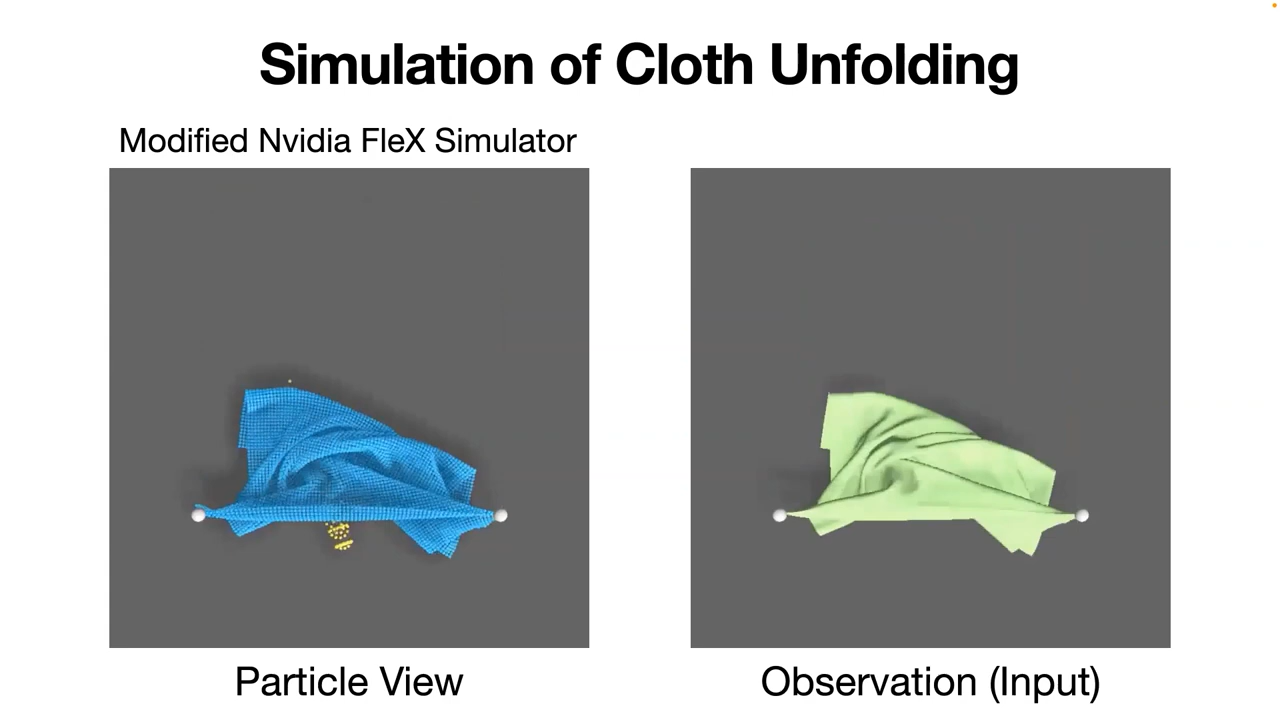 Simulation of Cloth Unfolding
Modified Nvidia FleX Simulator
Particle View
Observation (Input)